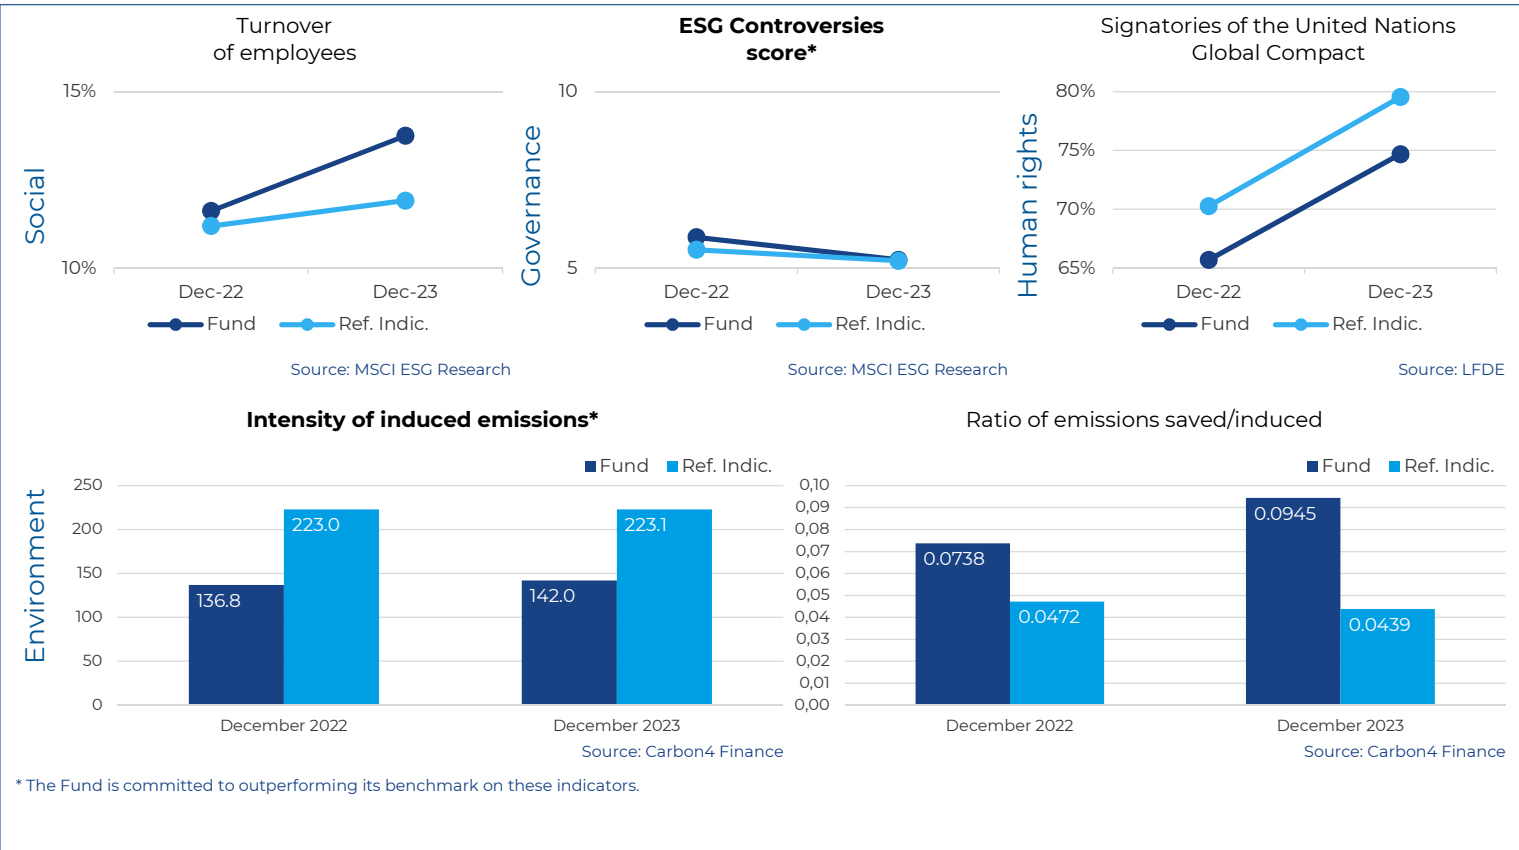 Turnover
of employees
15%
10%
Social
Dec-22
Dec-23
Fund
Ref. Indic.
Source: MSCI ESG Research
ESG Controversies
score*
10
5
Governance
Dec-22
Dec-23
Fund
Ref. Indic.
Source: MSCI ESG Research
Signatories of the United Nations
Global Compact
80%
75%
70%
65%
Human rights
Dec-22
Dec-23
Fund
Ref. Indic.
Source: LFDE
Intensity of induced emissions*
Fund
Ref. Indic.
Environment
250
200
150
100
50
0
136.8
223.0
142.0
223.1
December 2022
December 2023
Source: Carbon4 Finance
Ratio of emissions saved/induced
Fund
Ref. Indic.
0,10
0,09
0,08
0,07
0,06
0,05
0,04
0,03
0,02
0,01
0,00
0.0738
0.0472
0.0945
0.0439
December 2022
December 2023
Source: Carbon4 Finance
* The Fund is committed to outperforming its benchmark on these indicators.